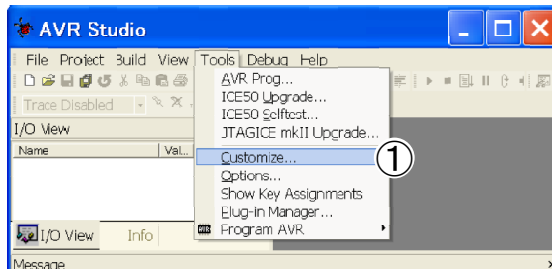 AVR Studio
File Project Build View Tools Debug Help
AVR Prog...
ICE50 Upgrade...
ICE50 Selftest...
JTAGICE mkII Upgrade...
Trace Disabled
I/O View
Name Val...
Customize... ①
Options...
Show Key Assignments
Plug-in Manager...
Program AVR
I/O View Info
Message